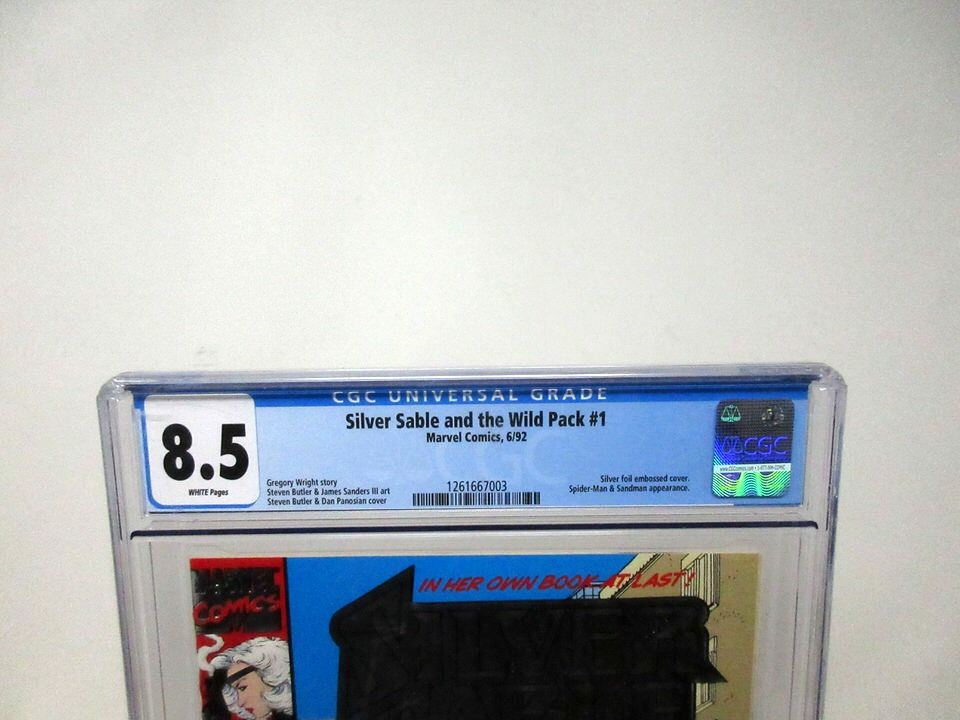 CGC UNIVERSAL GRADE
8.5
WHITE Pages
Silver Sable and the Wild Pack #1
Marvel Comics, 6/92
Gregory Wright story
Steven Butler & James Sanders III art
Steven Butler & Dan Panosian cover
1261667003
Silver foil embossed cover.
Spider-Man & Sandman appearance.
CGC
CGC
MARVEL
COMICS
IN HER OWN BOOK AT LAST!
SILVER